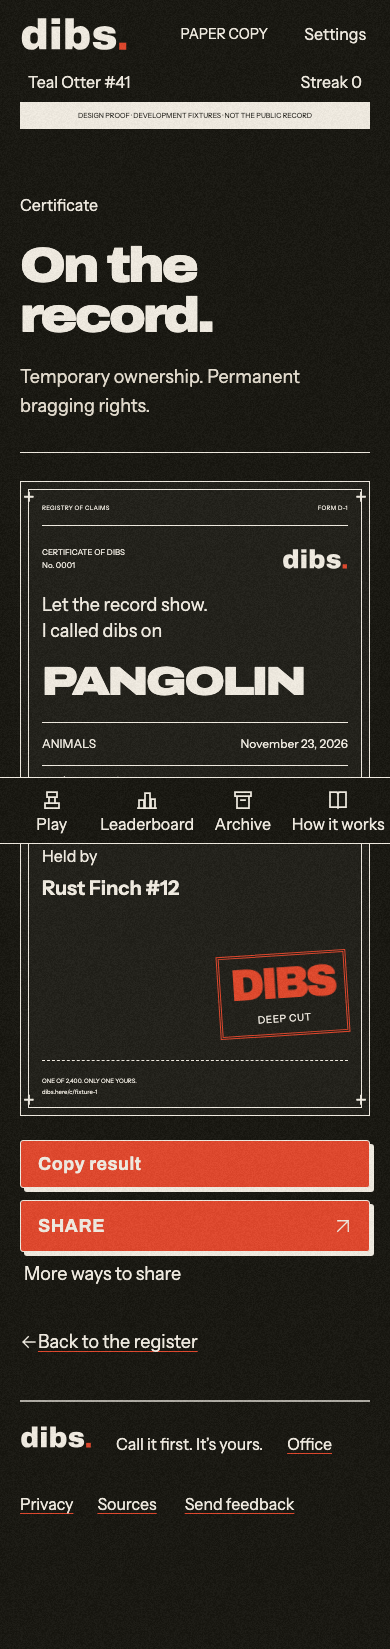 dibs.
PAPER COPY
Settings
Teal Otter #41
Streak 0
DESIGN PROOF · DEVELOPMENT FIXTURES · NOT THE PUBLIC RECORD
Certificate
On the
record.
Temporary ownership. Permanent
bragging rights.
REGISTRY OF CLAIMS
FORM D-1
CERTIFICATE OF DIBS
No. 0001
dibs.
Let the record show.
I called dibs on
PANGOLIN
ANIMALS
November 23, 2026
Play
Leaderboard
Archive
How it works
Held by
Rust Finch #12
DIBS
DEEP CUT
ONE OF 2,400. ONLY ONE YOURS.
dibs.here/c/fixture-1
Copy result
SHARE
More ways to share
←Back to the register
dibs.
Call it first. It's yours.
Office
Privacy
Sources
Send feedback